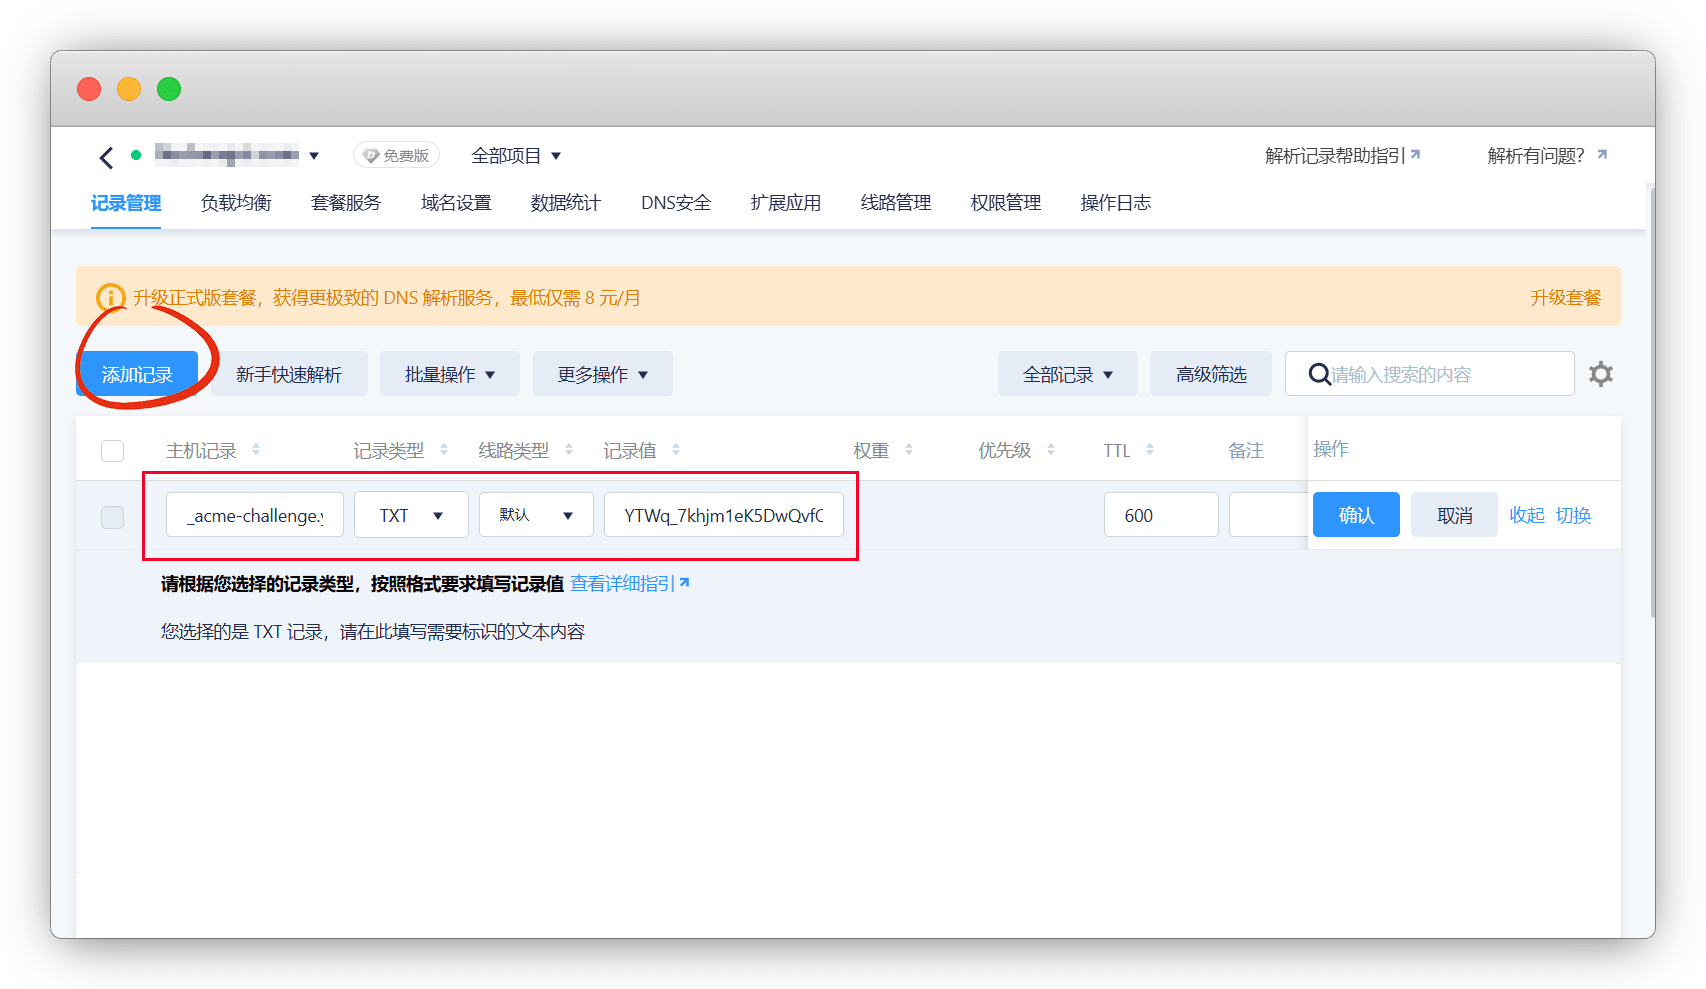 免费版 全部项目 解析记录帮助指引 解析有问题?
记录管理 负载均衡 套餐服务 域名设置 数据统计 DNS安全 扩展应用 线路管理 权限管理 操作日志
升级正式版套餐，获得更极致的 DNS 解析服务，最低仅需 8 元/月 升级套餐
添加记录 新手快速解析 批量操作 更多操作 全部记录 高级筛选 请输入搜索的内容
主机记录 记录类型 线路类型 记录值 权重 优先级 TTL 备注 操作
_acme-challenge. TXT 默认 YTWq_7khjm1eK5DwQvf 600 确认 取消 收起 切换
请根据您选择的记录类型，按照格式要求填写记录值 查看详细指引
您选择的是 TXT 记录，请在此填写需要标识的文本内容